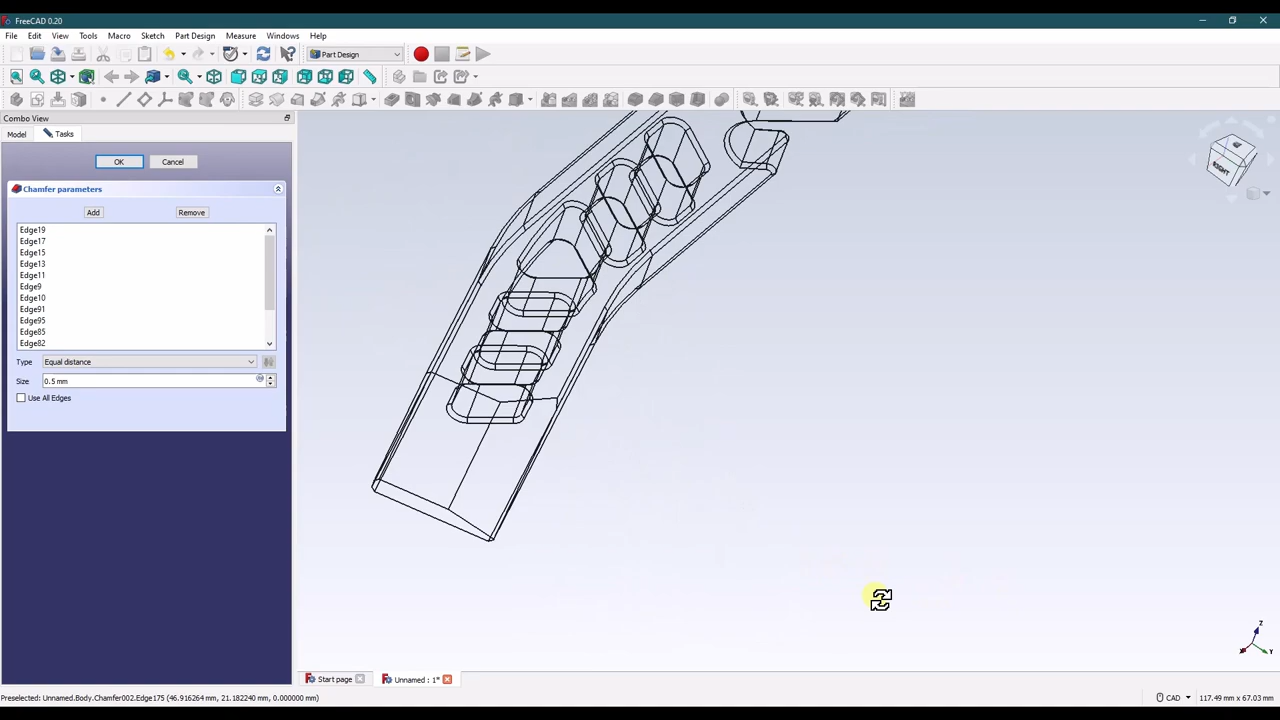 FreeCAD 0.20
File Edit View Tools Macro Sketch Part Design Measure Windows Help
Part Design
Combo View
Model Tasks
OK Cancel
Chamfer parameters
Add Remove
Edge19
Edge17
Edge15
Edge13
Edge11
Edge9
Edge10
Edge91
Edge95
Edge85
Edge82
Type Equal distance
Size 0.5 mm
Use All Edges
RIGHT
Z
Y
Start page Unnamed : 1*
Preselected: Unnamed.Body.Chamfer002.Edge175 (46.916264 mm, 21.182240 mm, 0.000000 mm) CAD 117.49 mm x 67.03 mm